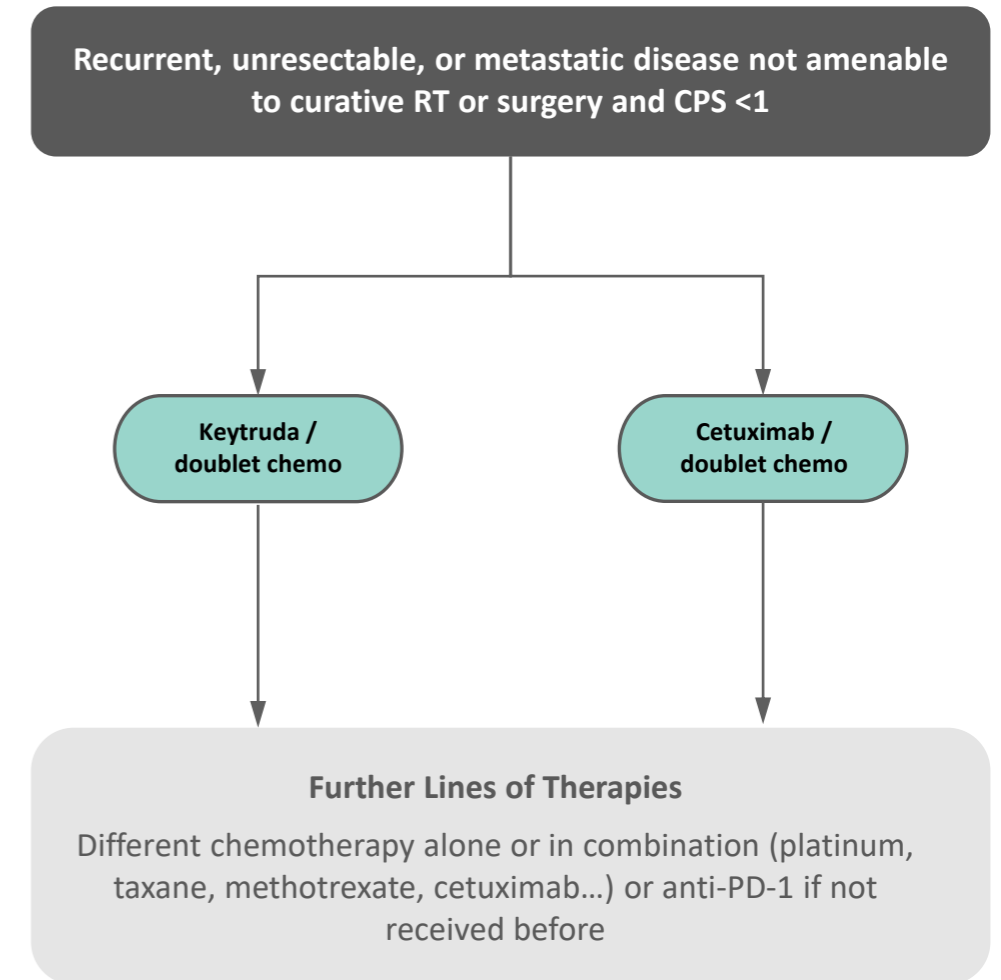 Recurrent, unresectable, or metastatic disease not amenable
to curative RT or surgery and CPS <1
Keytruda /
doublet chemo
Cetuximab /
doublet chemo
Further Lines of Therapies
Different chemotherapy alone or in combination (platinum,
taxane, methotrexate, cetuximab…) or anti-PD-1 if not
received before